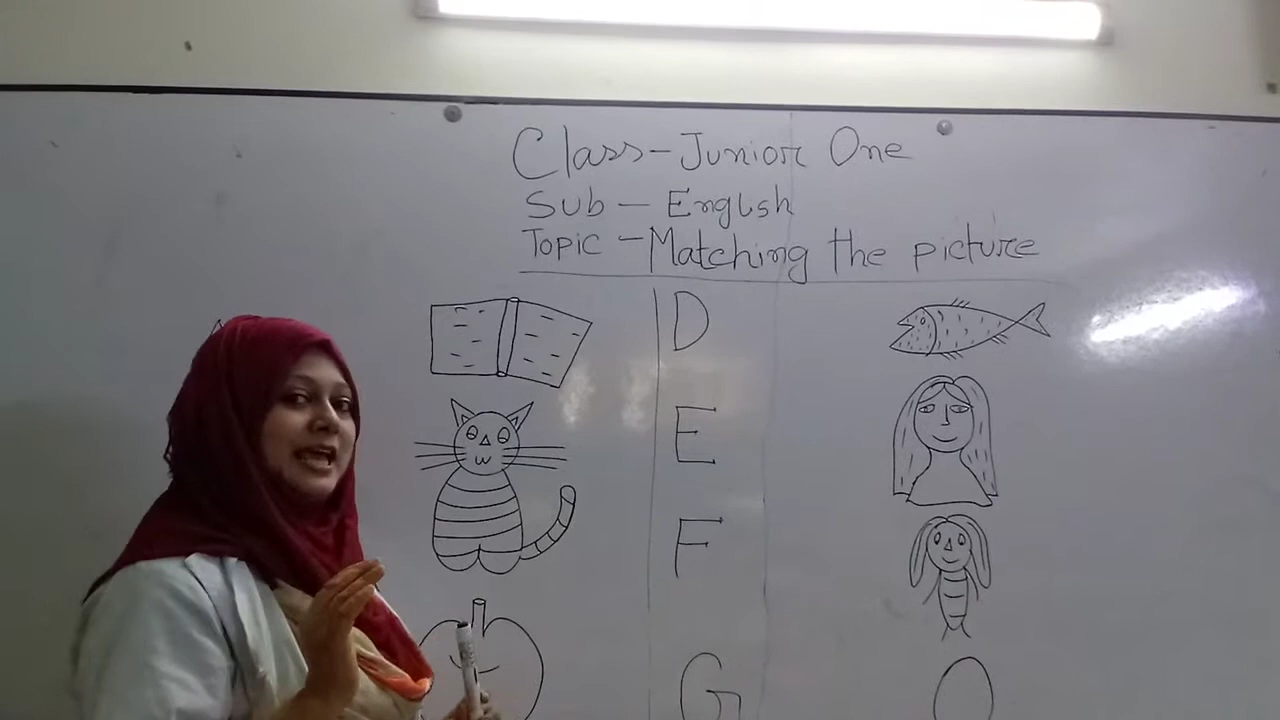 Class-Junior One
Sub - English
Topic - Matching the picture
D
E
F
G